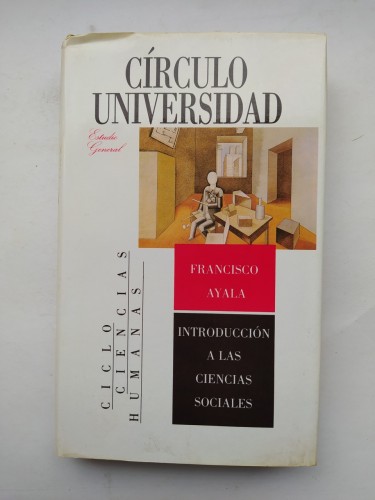 CÍRCULO
UNIVERSIDAD
Estudio
General
FRANCISCO
AYALA
INTRODUCCIÓN
A LAS
CIENCIAS
SOCIALES
CICLO
CIENCIAS
HUMANAS